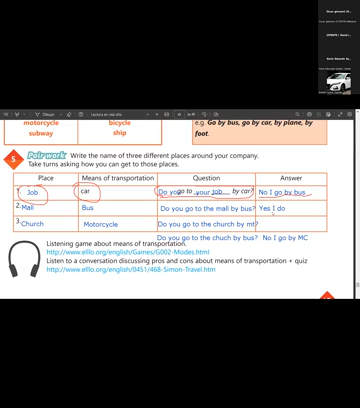 motorcycle
bicycle
e.g. Go by bus, go by car, by plane, by
subway
ship
foot.
5 Pair work Write the name of three different places around your company.
Take turns asking how you can get to those places.
Place Means of transportation Question Answer
1. Job car Do you go to your job by car? No I go by bus
2. Mall Bus Do you go to the mall by bus? Yes I do
3. Church Motorcycle Do you go to the church by mt?
Do you go to the chuch by bus? No I go by MC
Listening game about means of transportation.
http://www.elllo.org/english/Games/G002-Modes.html
Listen to a conversation discussing pros and cons about means of transportation + quiz
http://www.elllo.org/english/0451/468-Simon-Travel.htm